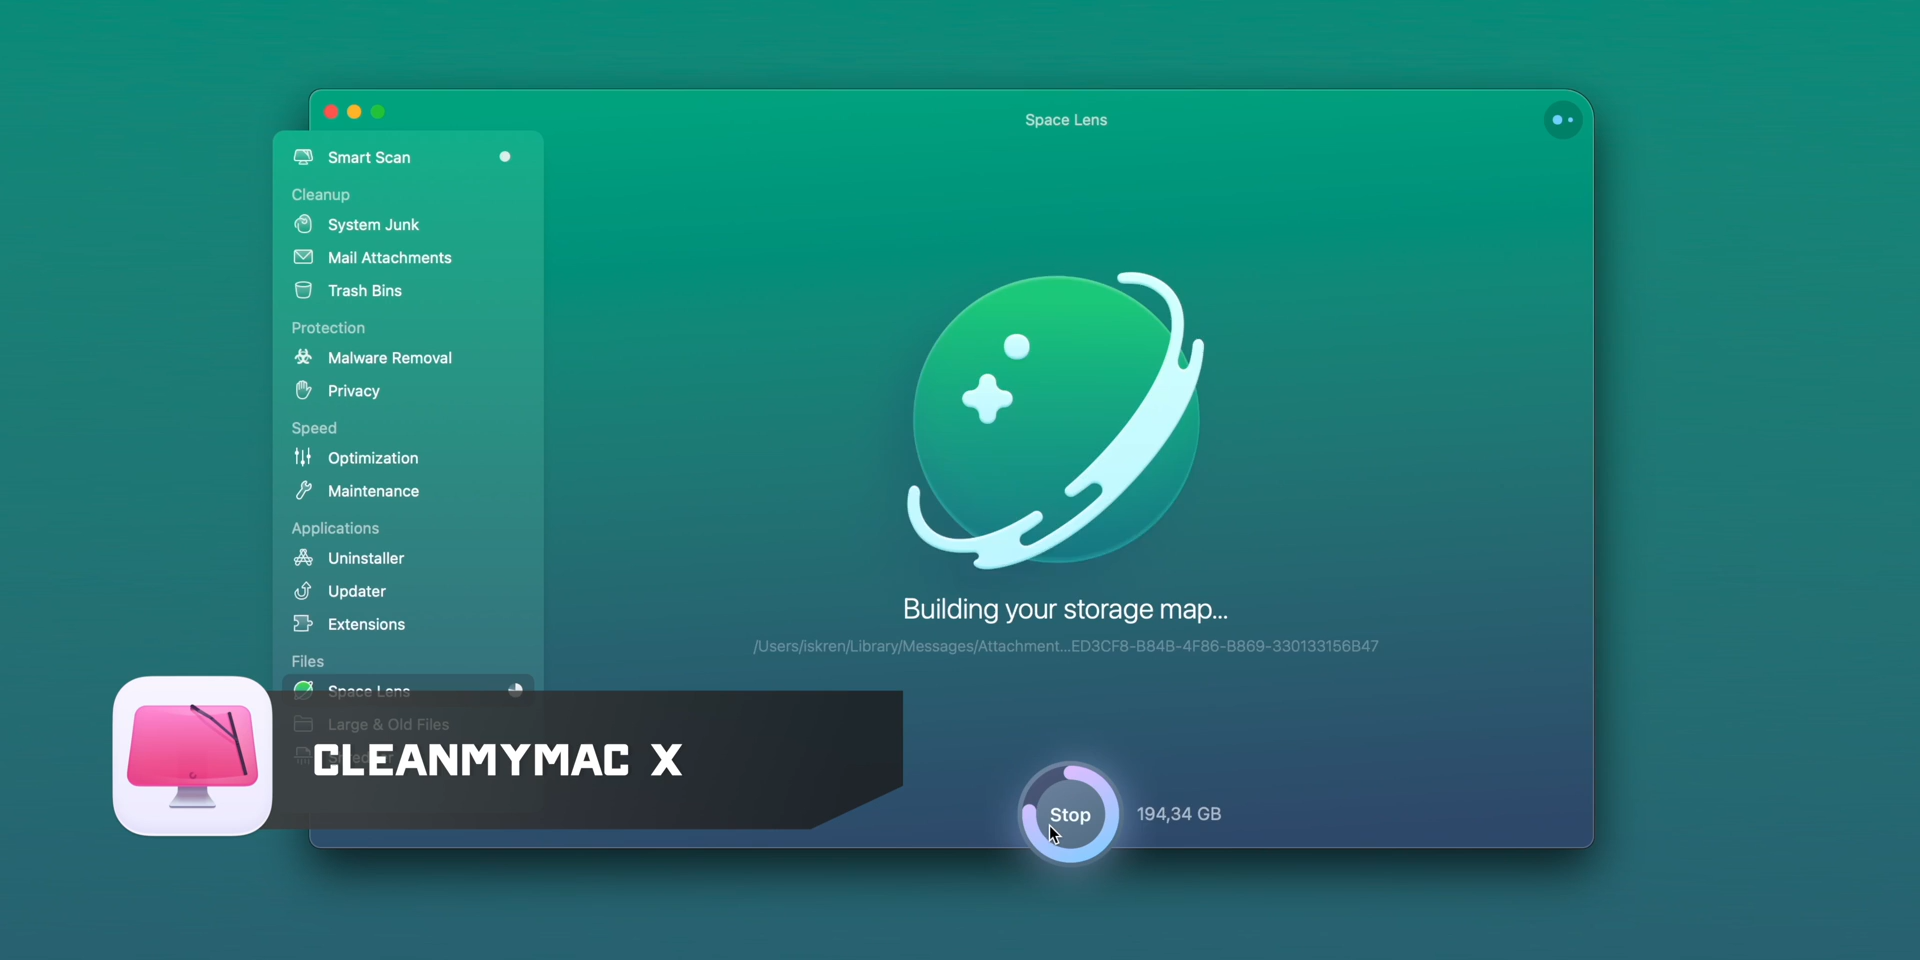 Space Lens
Smart Scan
Cleanup
System Junk
Mail Attachments
Trash Bins
Protection
Malware Removal
Privacy
Speed
Optimization
Maintenance
Applications
Uninstaller
Updater
Extensions
Files
Space Lens
Large & Old Files
CLEANMYMAC X
Building your storage map...
/Users/iskren/Library/Messages/Attachment...ED3CF8-B84B-4F86-B869-330133156B47
Stop
194,34 GB